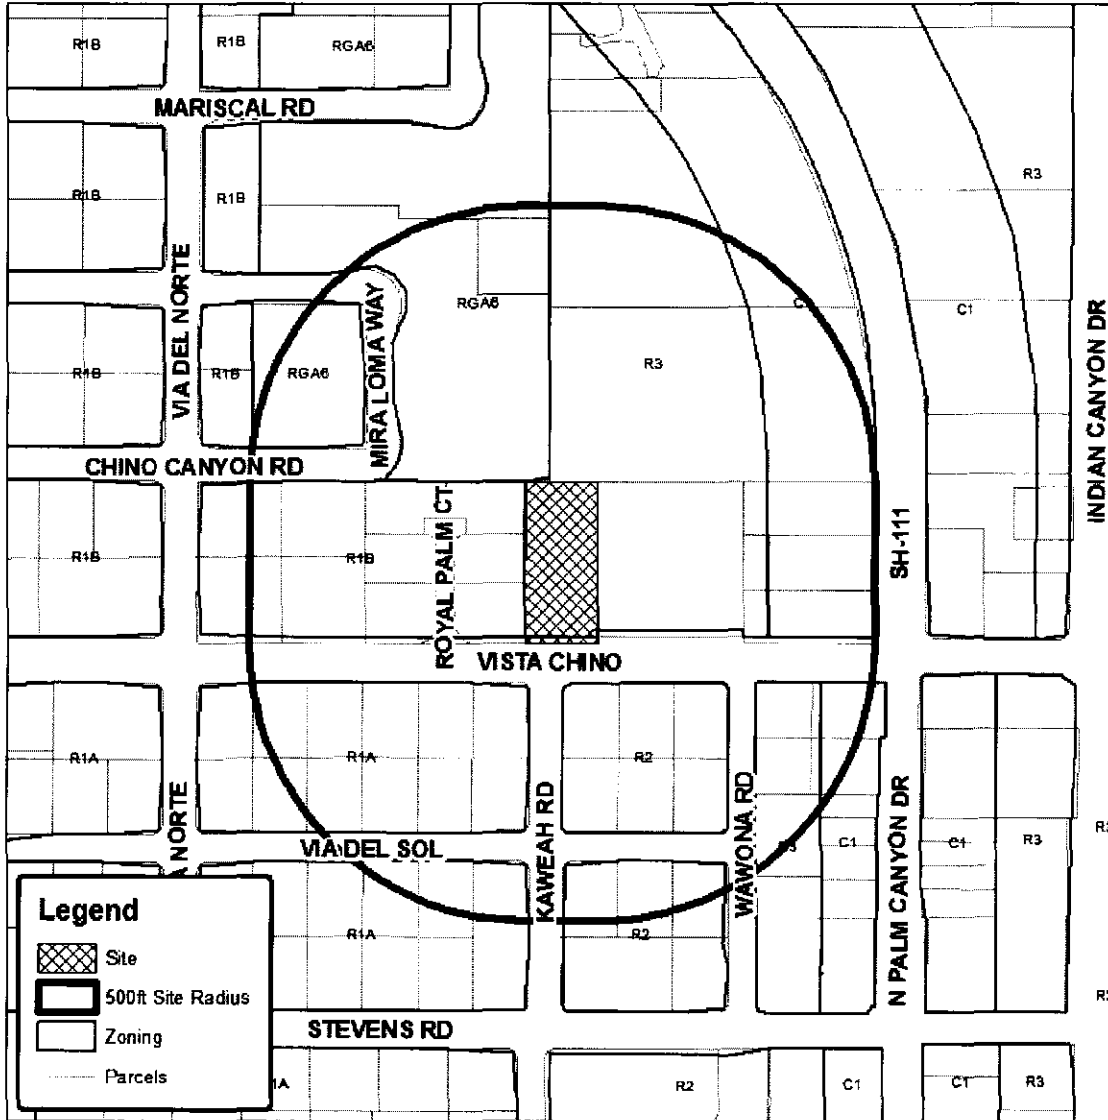 R1B
R1B
RGA6
MARISCAL RD
R3
R1B
R1B
VIA DEL NORTE
MIRA LOMA WAY
RGA6
C1
INDIAN CANYON DR
R1B
R1B
RGA6
R3
CHINO CANYON RD
ROYAL PALM CT
SH-111
R1B
R1B
VISTA CHINO
R1A
R1A
R2
KAWEAH RD
WAWONA RD
N PALM CANYON DR
VIA DEL SOL
C1
C1
R3
R1A
R2
STEVENS RD
R2
C1
C1
R3
Legend
Site
500ft Site Radius
Zoning
Parcels